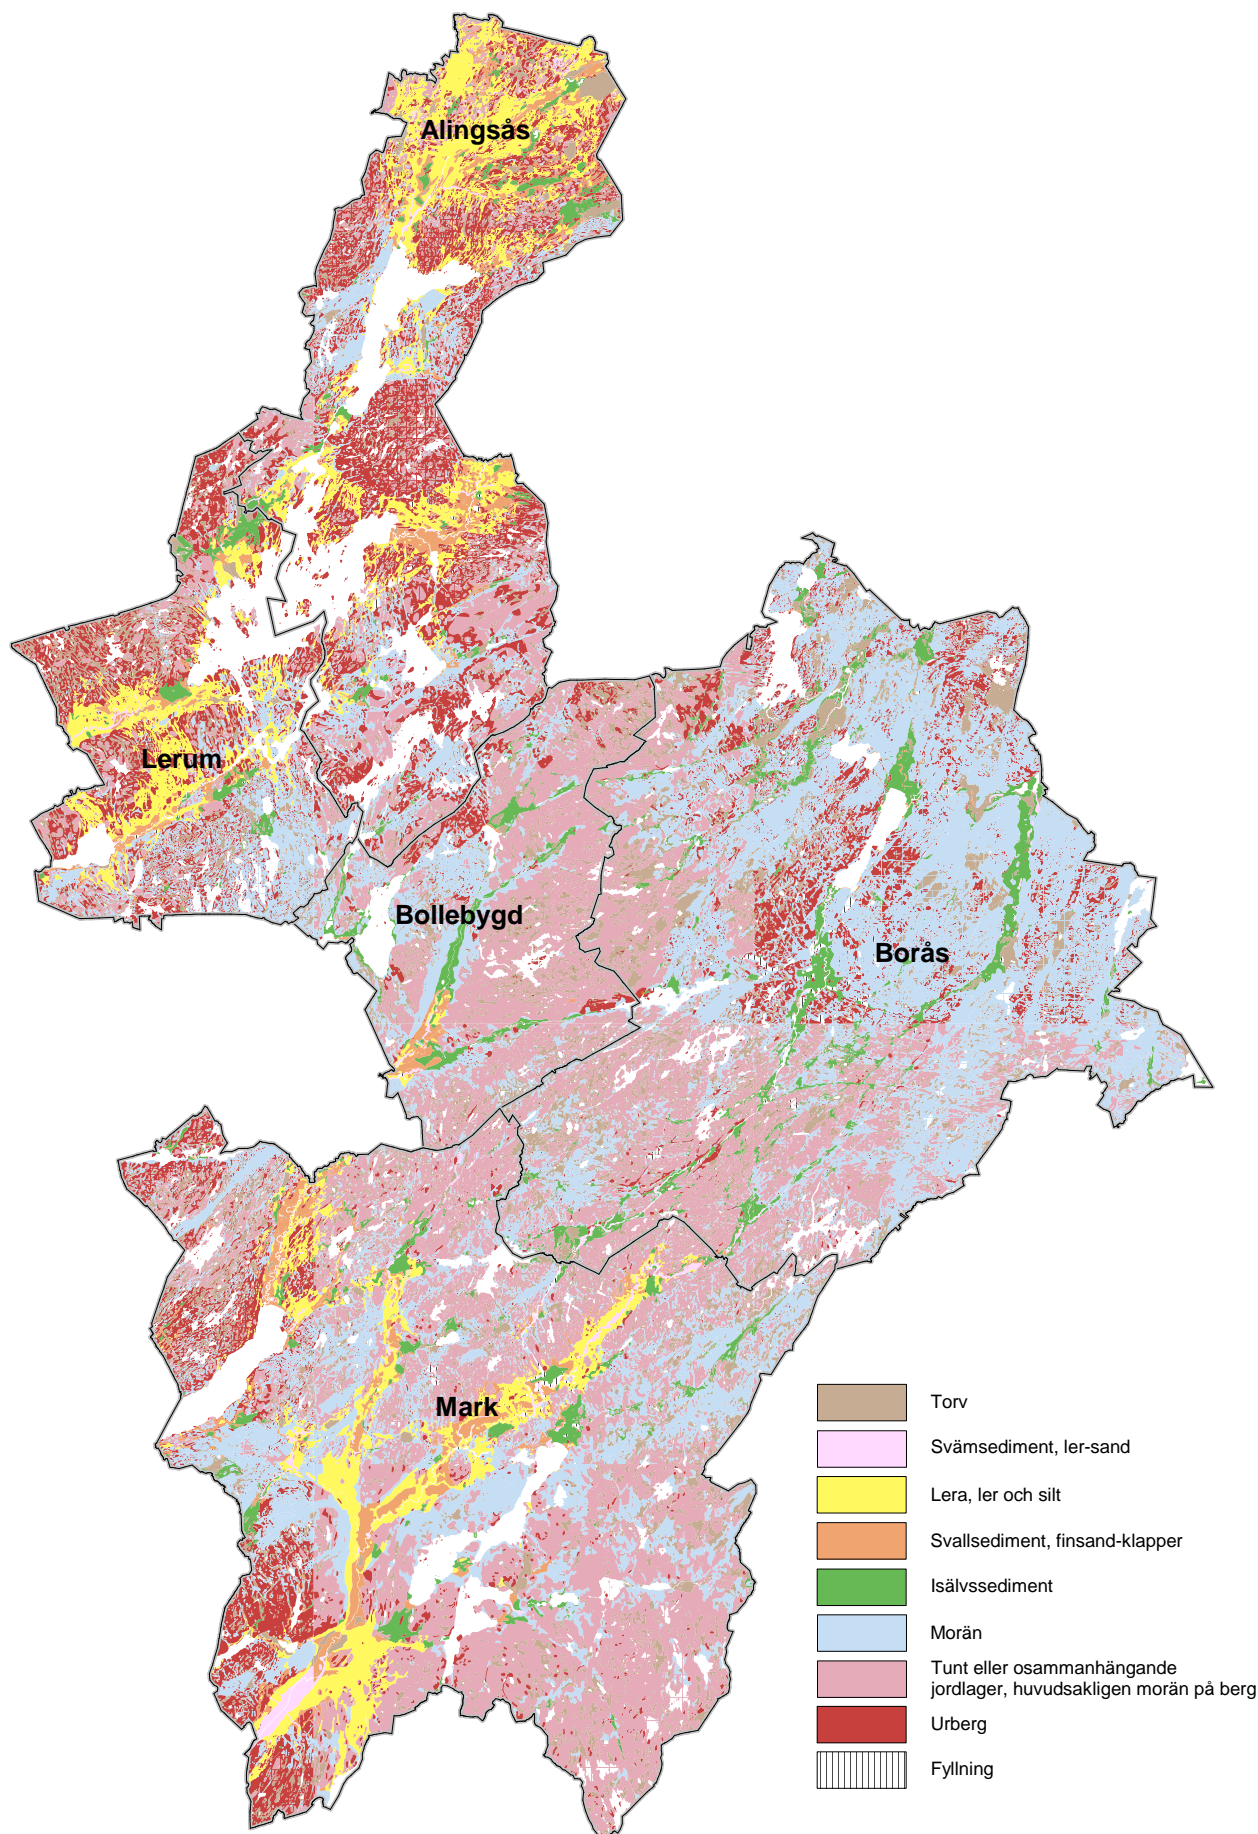 Alingsås
Lerum
Bollebygd
Borås
Mark
Torv
Svämsediment, ler-sand
Lera, ler och silt
Svallsediment, finsand-klapper
Isälvssediment
Morän
Tunt eller osammanhängande
jordlager, huvudsakligen morän på berg
Urberg
Fyllning